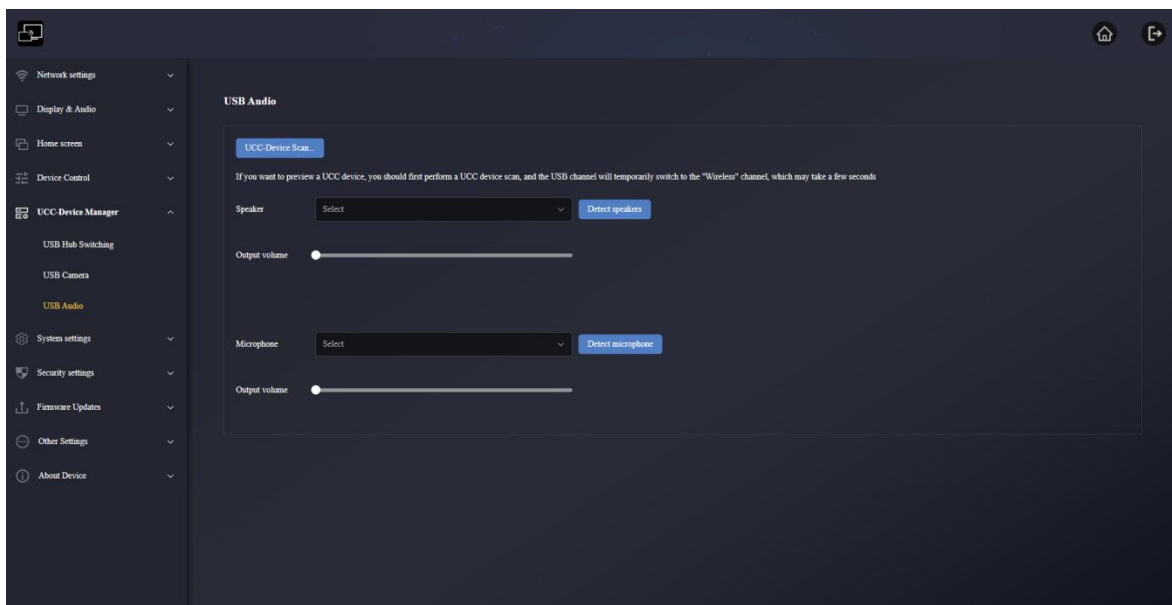 Network settings
Display & Audio
Home screen
Device Control
UCC-Device Manager
USB Hub Switching
USB Camera
USB Audio
System settings
Security settings
Firmware Updates
Other Settings
About Device
USB Audio
UCC-Device Scan...
If you want to preview a UCC device, you should first perform a UCC device scan, and the USB channel will temporarily switch to the "Wireless" channel, which may take a few seconds
Speaker Select Detect speakers
Output volume
Microphone Select Detect microphone
Output volume